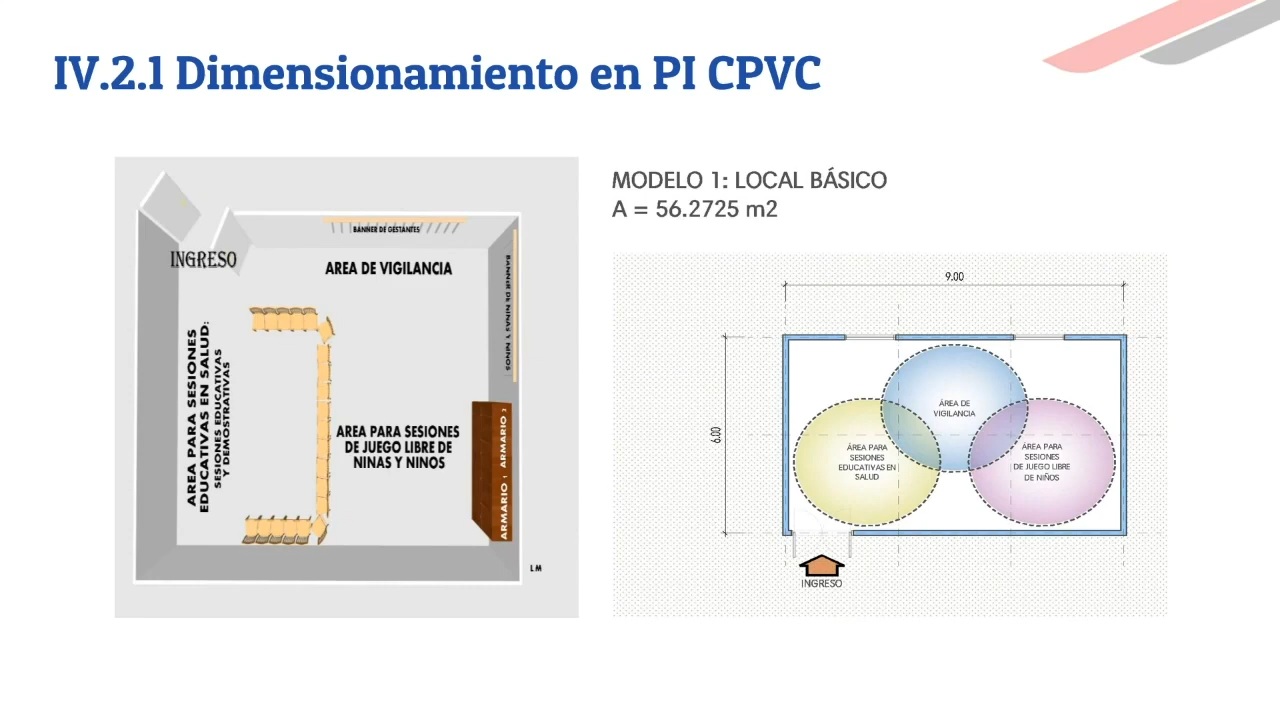 IV.2.1 Dimensionamiento en PI CPVC
BANNER DE GESTANTES
INGRESO
AREA DE VIGILANCIA
BANNER DE NINAS Y NINOS
AREA PARA SESIONES
EDUCATIVAS EN SALUD:
SESIONES EDUCATIVAS
Y DEMOSTRATIVAS
AREA PARA SESIONES
DE JUEGO LIBRE DE
NINAS Y NINOS
ARMARIO 1 ARMARIO 2
LM
MODELO 1: LOCAL BÁSICO
A = 56.2725 m2
9.00
6.00
ÁREA DE
VIGILANCIA
ÁREA PARA
SESIONES
EDUCATIVAS EN
SALUD
ÁREA PARA
SESIONES
DE JUEGO LIBRE
DE NIÑOS
INGRESO